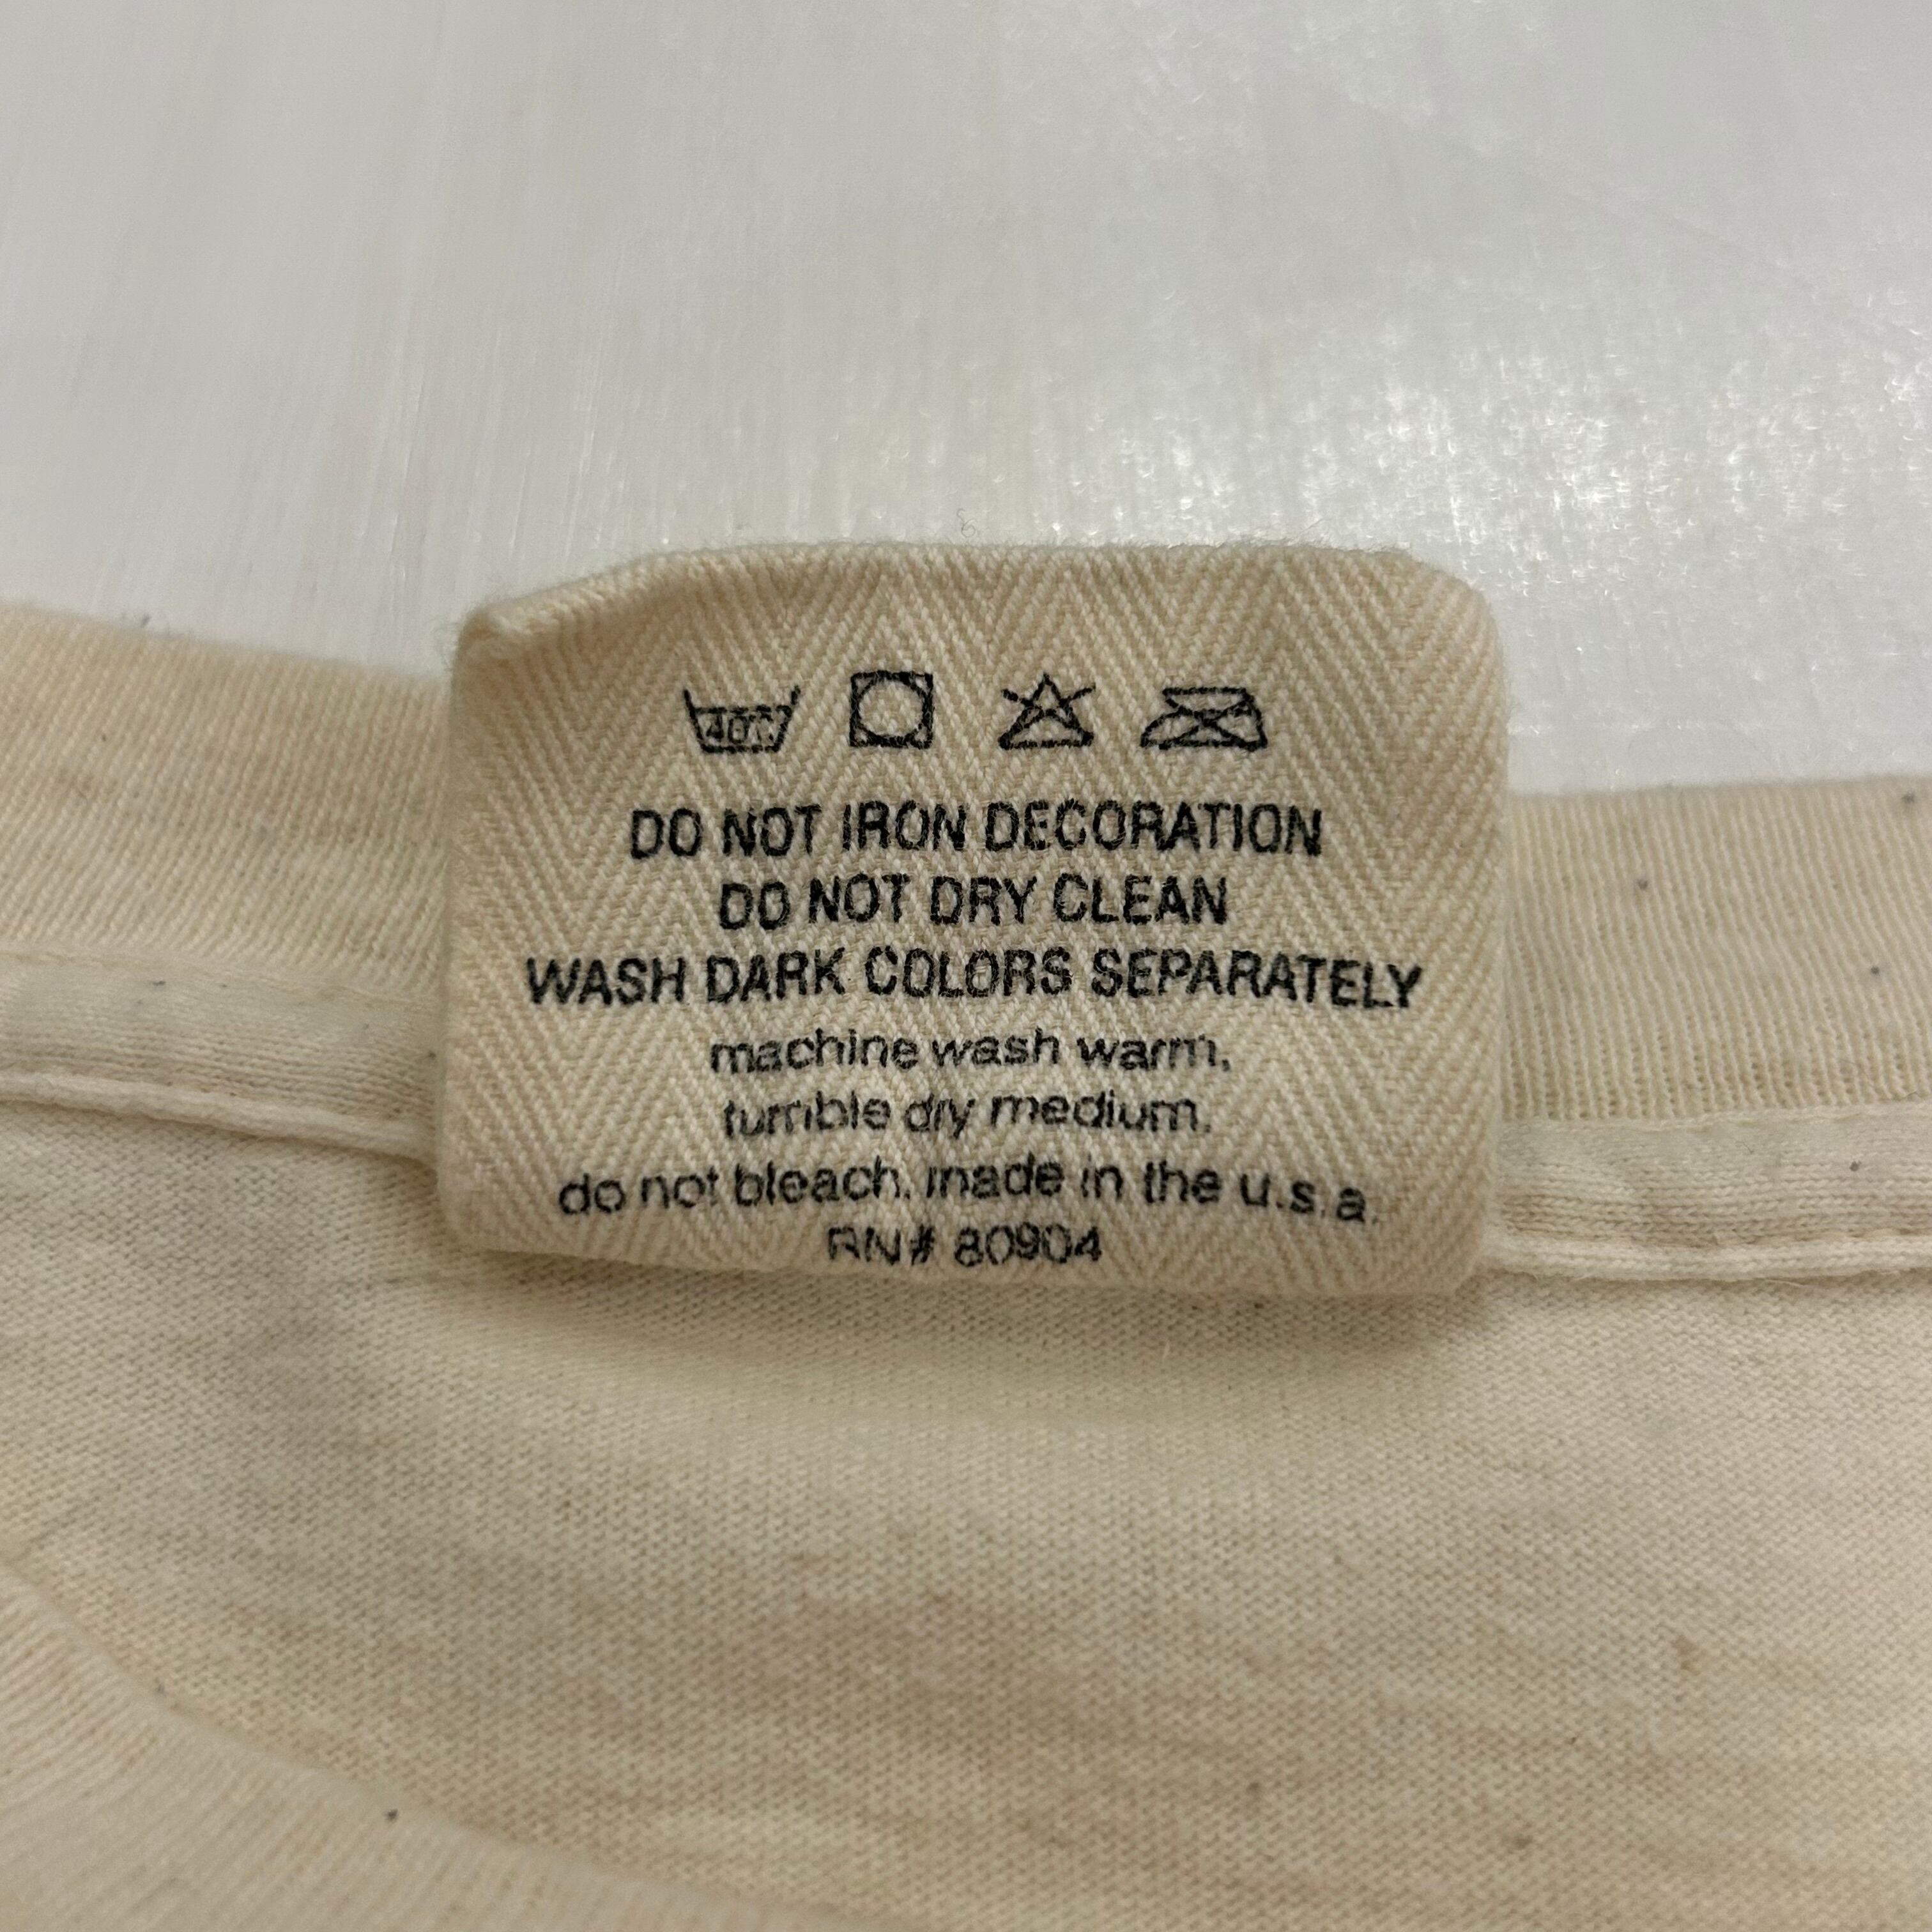 40°C
DO NOT IRON DECORATION
DO NOT DRY CLEAN
WASH DARK COLORS SEPARATELY
machine wash warm,
tumble dry medium.
do not bleach. made in the u.s.a.
RN# 80904